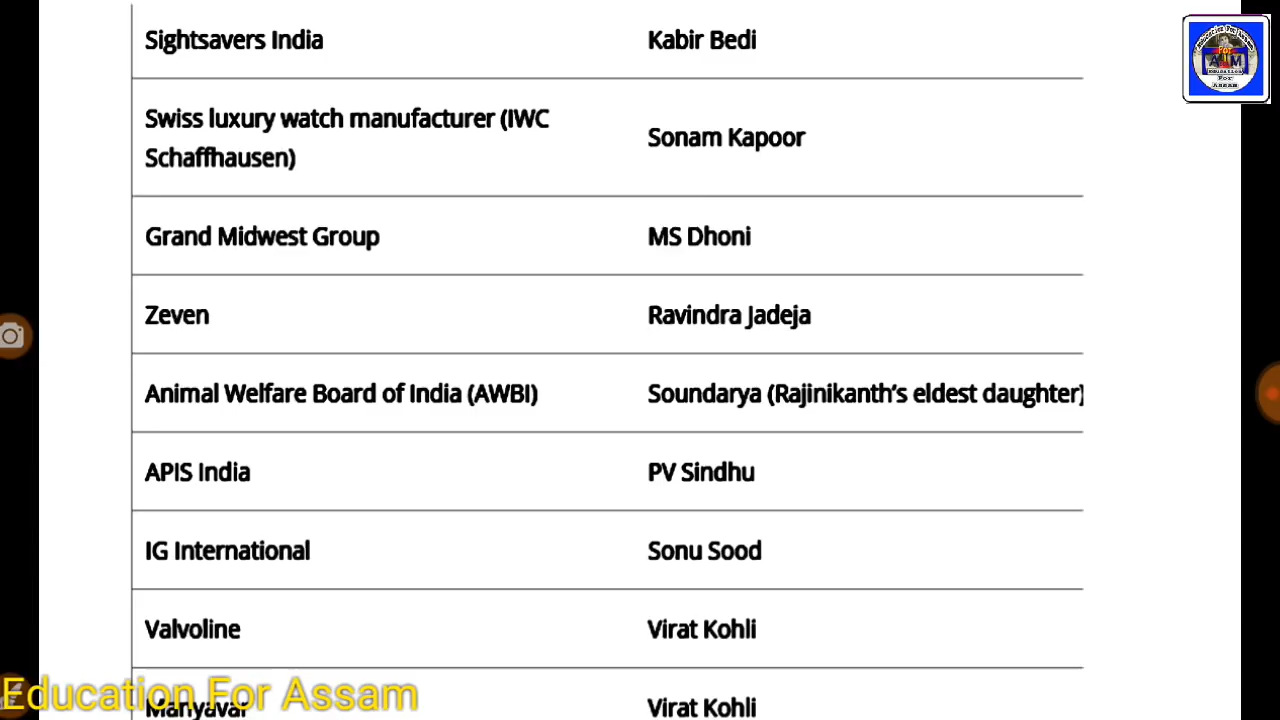 Sightsavers India
Kabir Bedi
Swiss luxury watch manufacturer (IWC
Schaffhausen)
Sonam Kapoor
Grand Midwest Group
MS Dhoni
Zeven
Ravindra Jadeja
Animal Welfare Board of India (AWBI)
Soundarya (Rajinikanth’s eldest daughter)
APIS India
PV Sindhu
IG International
Sonu Sood
Valvoline
Virat Kohli
Manyavar
Virat Kohli
Education For Assam